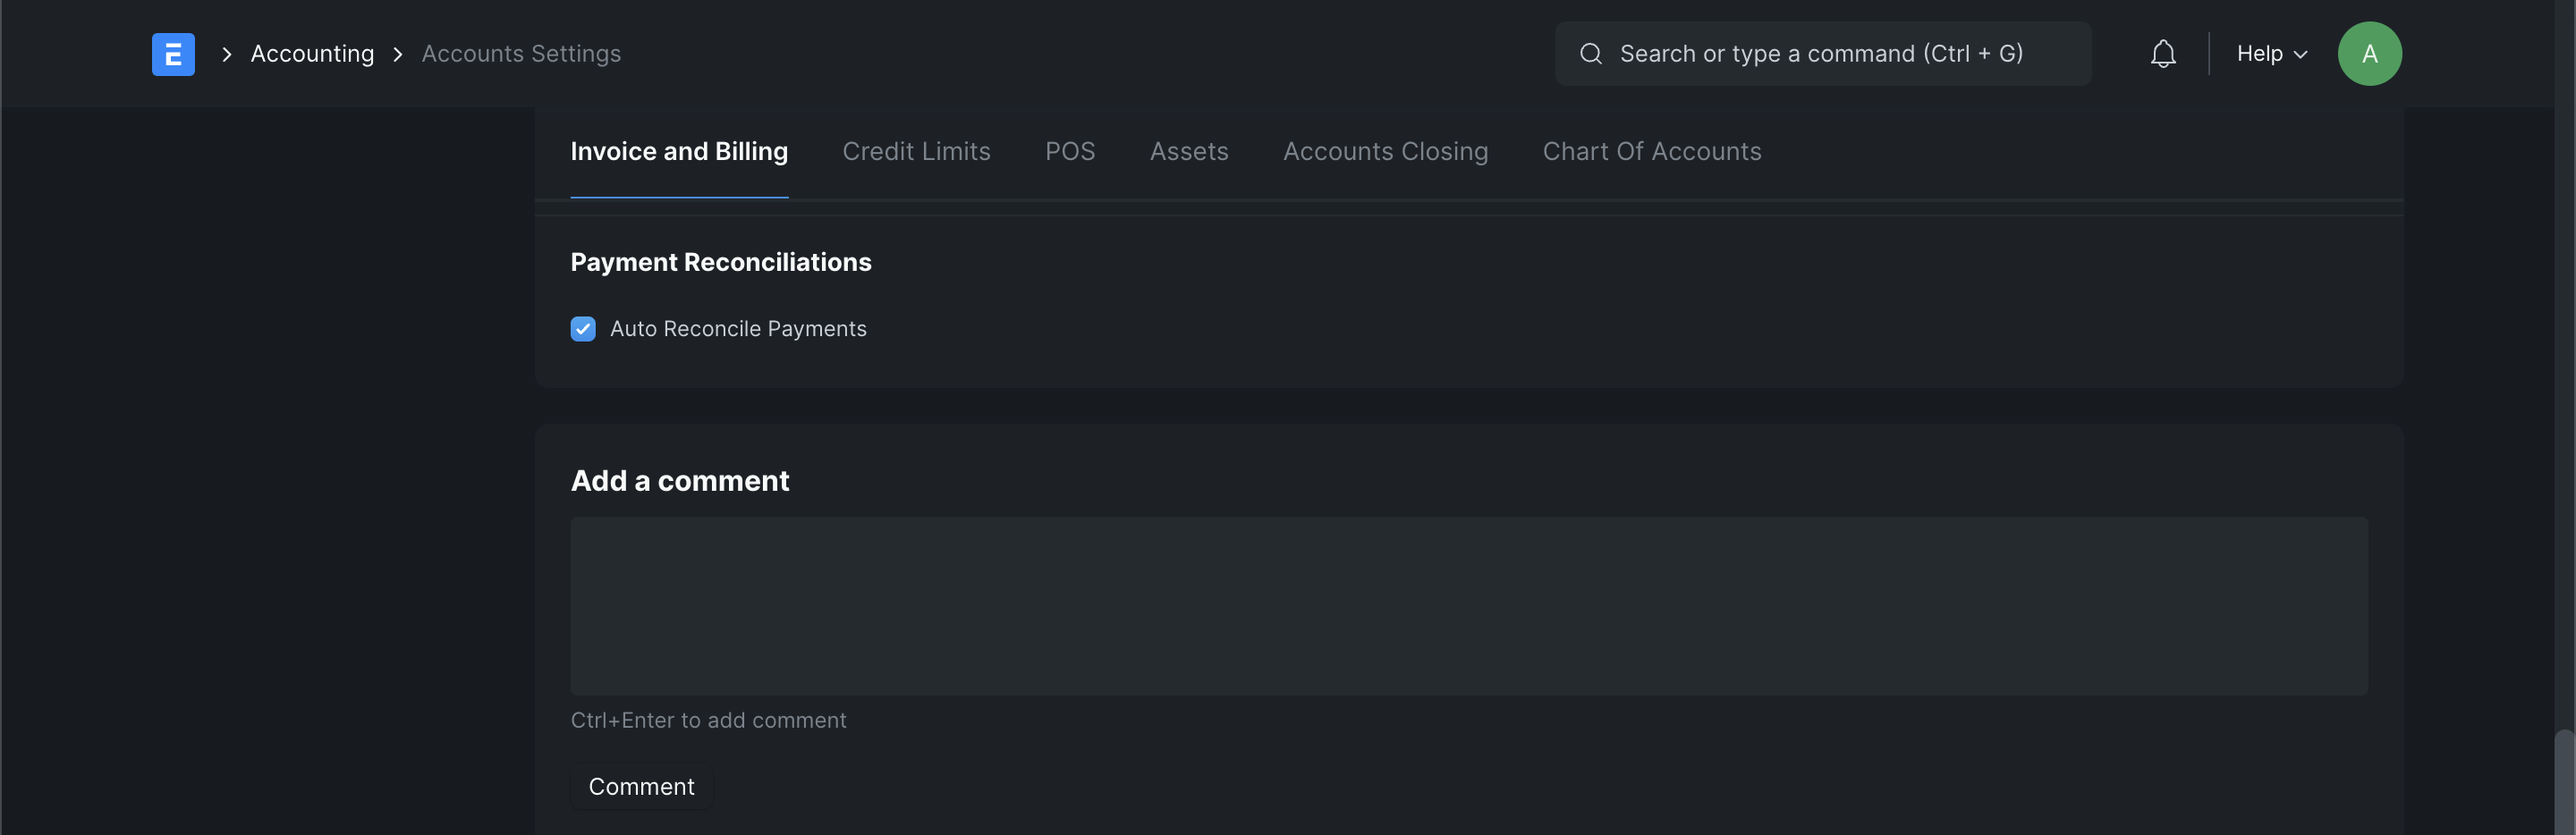 E
Accounting
Accounts Settings
Search or type a command (Ctrl + G)
Help
A
Invoice and Billing
Credit Limits
POS
Assets
Accounts Closing
Chart Of Accounts
Payment Reconciliations
Auto Reconcile Payments
Add a comment
Ctrl+Enter to add comment
Comment